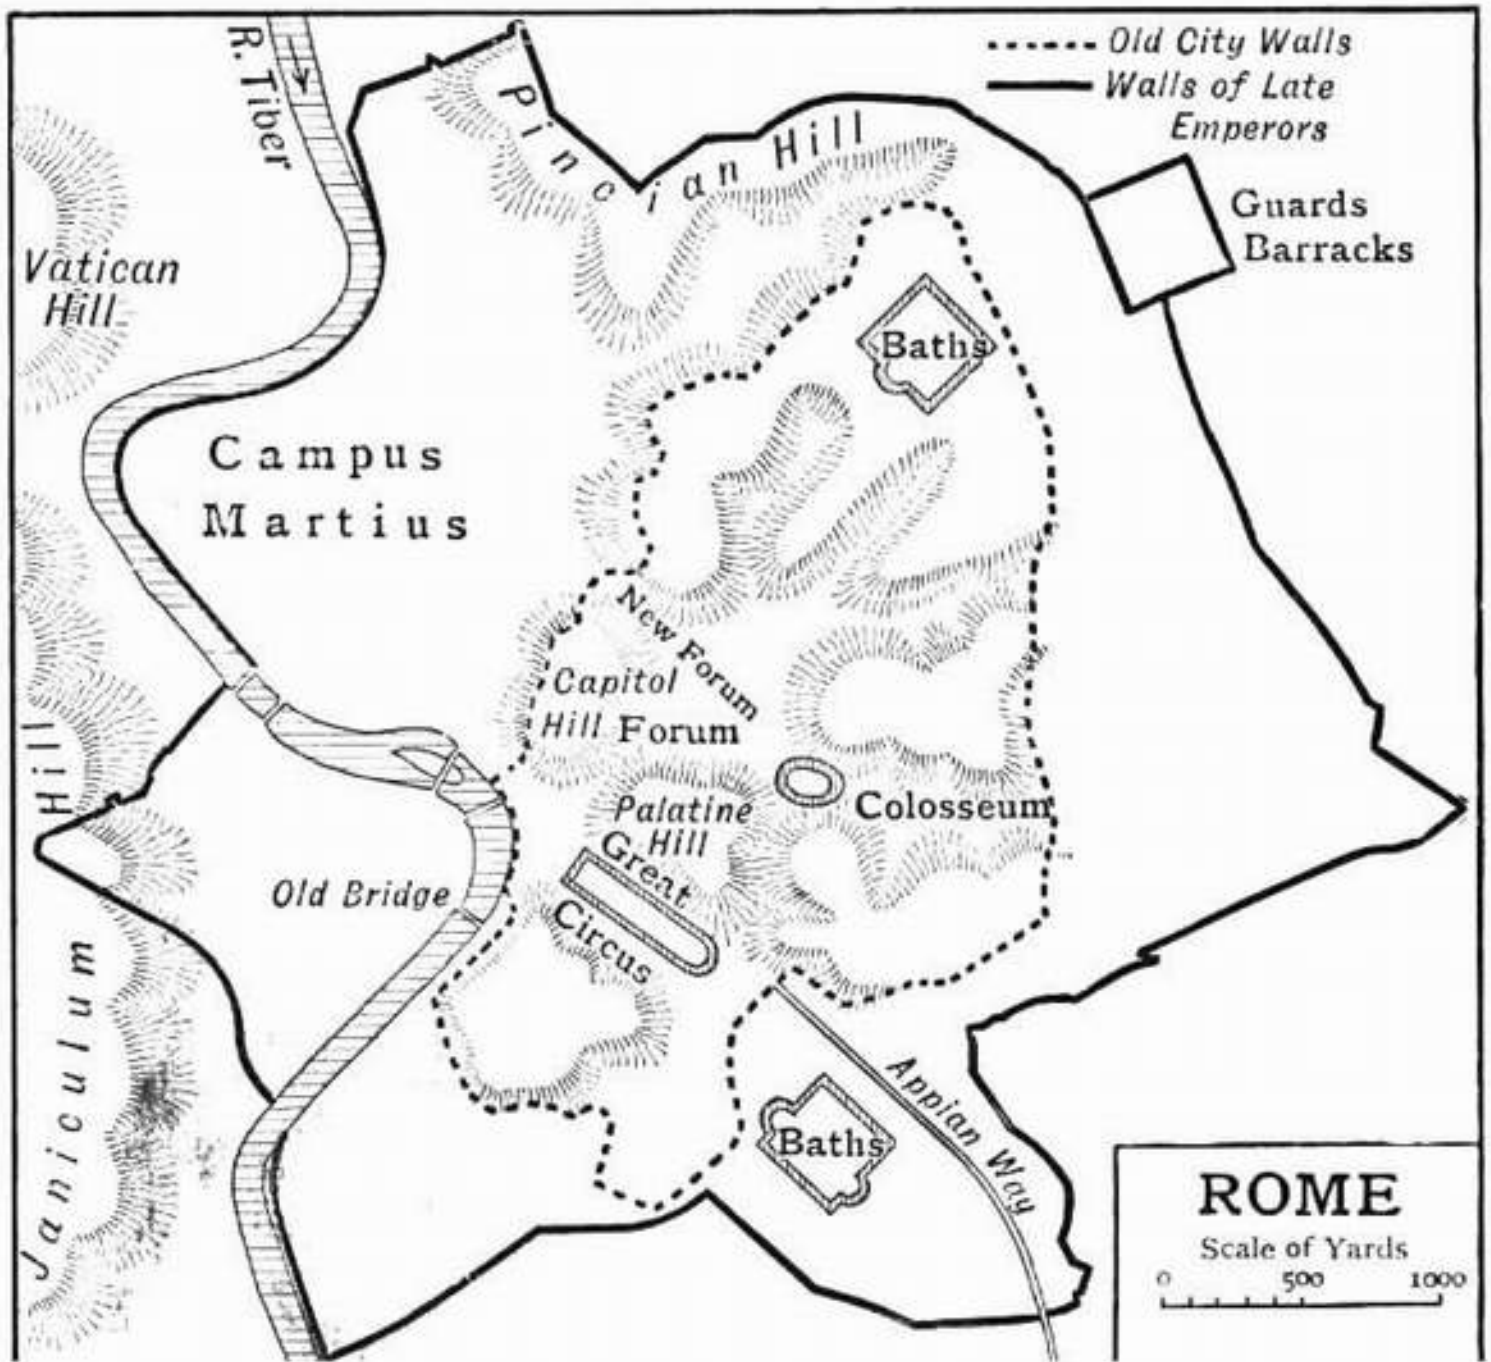 R. Tiber
Old City Walls
Walls of Late
Emperors
Pincian Hill
Guards
Barracks
Vatican
Hill
Baths
Campus
Martius
New Forum
Capitol
Hill
Forum
Colosseum
Palatine
Hill
Great
Circus
Old Bridge
Janiculum Hill
Appian Way
Baths
ROME
Scale of Yards
0 500 1000